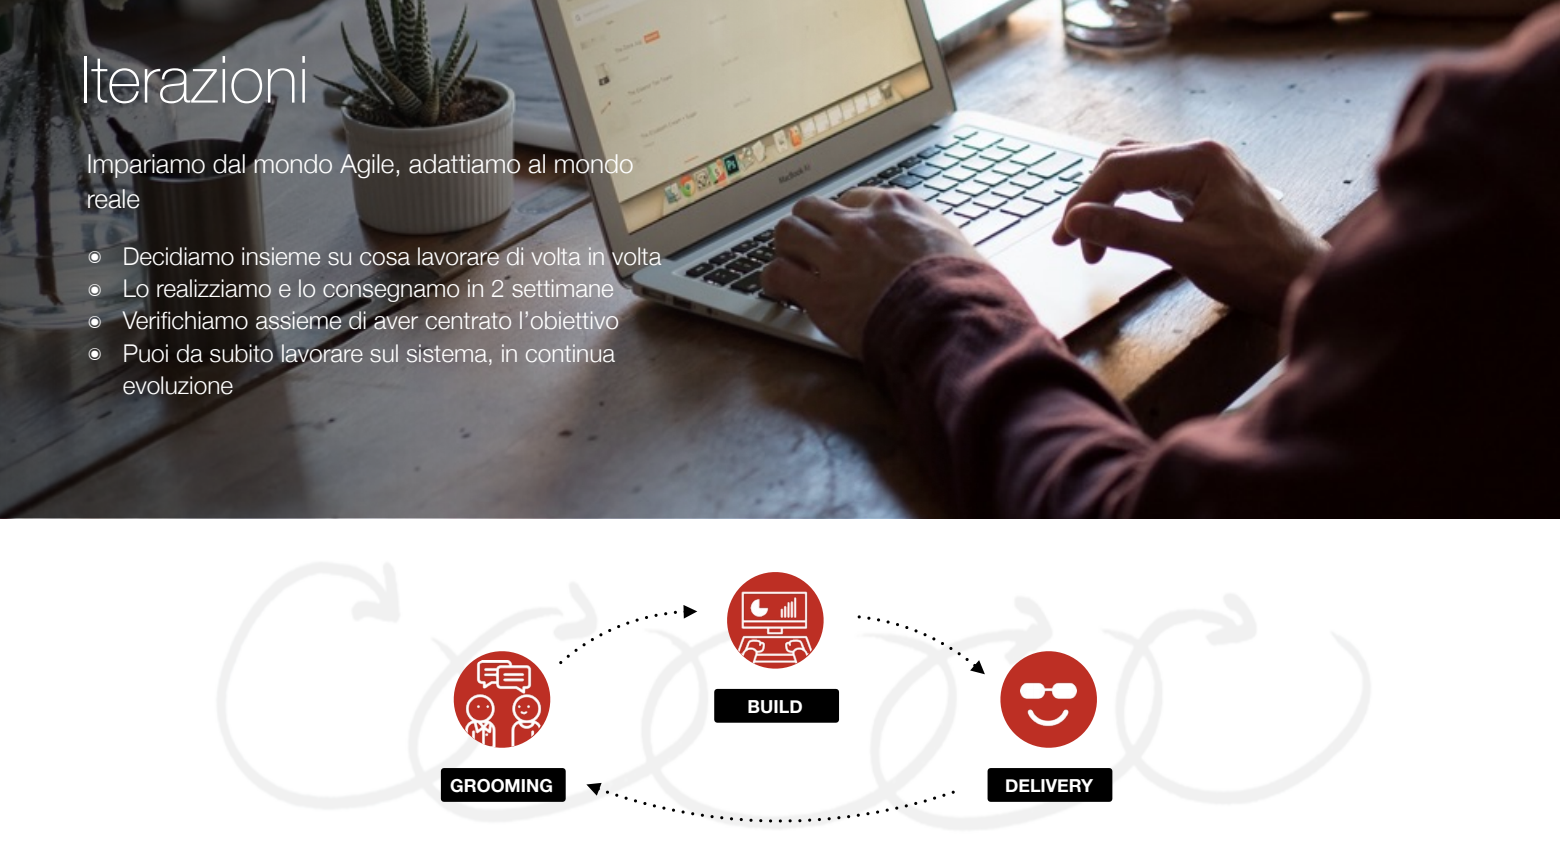 Iterazioni
Impariamo dal mondo Agile, adattiamo al mondo
reale
Decidiamo insieme su cosa lavorare di volta in volta
Lo realizziamo e lo consegnamo in 2 settimane
Verifichiamo assieme di aver centrato l’obiettivo
Puoi da subito lavorare sul sistema, in continua
evoluzione
MacBook Air
BUILD
GROOMING
DELIVERY